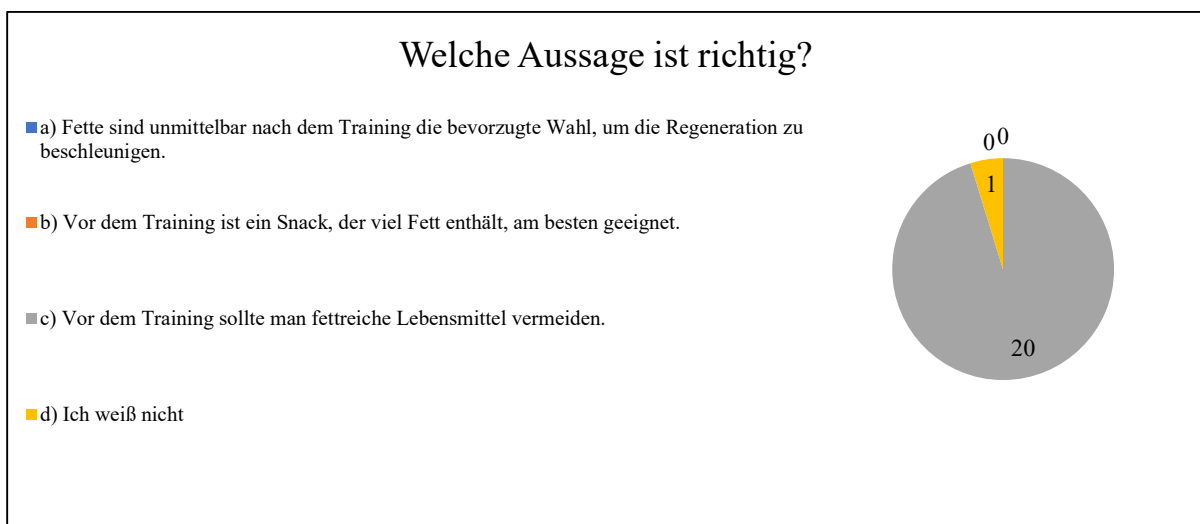 Welche Aussage ist richtig?
a) Fette sind unmittelbar nach dem Training die bevorzugte Wahl, um die Regeneration zu
beschleunigen.
b) Vor dem Training ist ein Snack, der viel Fett enthält, am besten geeignet.
c) Vor dem Training sollte man fettreiche Lebensmittel vermeiden.
d) Ich weiß nicht
0 0
1
20